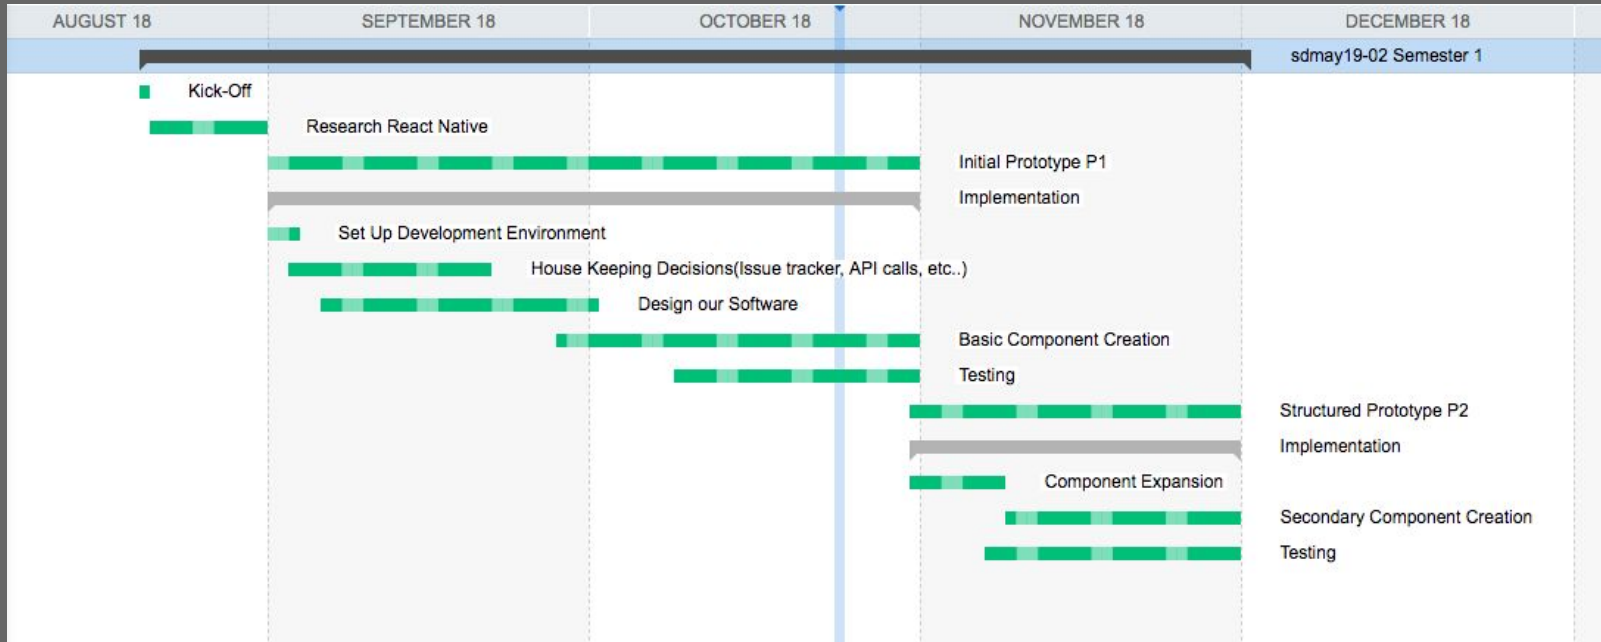 AUGUST 18 SEPTEMBER 18 OCTOBER 18 NOVEMBER 18 DECEMBER 18
sdmay19-02 Semester 1
Kick-Off
Research React Native
Initial Prototype P1
Implementation
Set Up Development Environment
House Keeping Decisions(Issue tracker, API calls, etc..)
Design our Software
Basic Component Creation
Testing
Structured Prototype P2
Implementation
Component Expansion
Secondary Component Creation
Testing